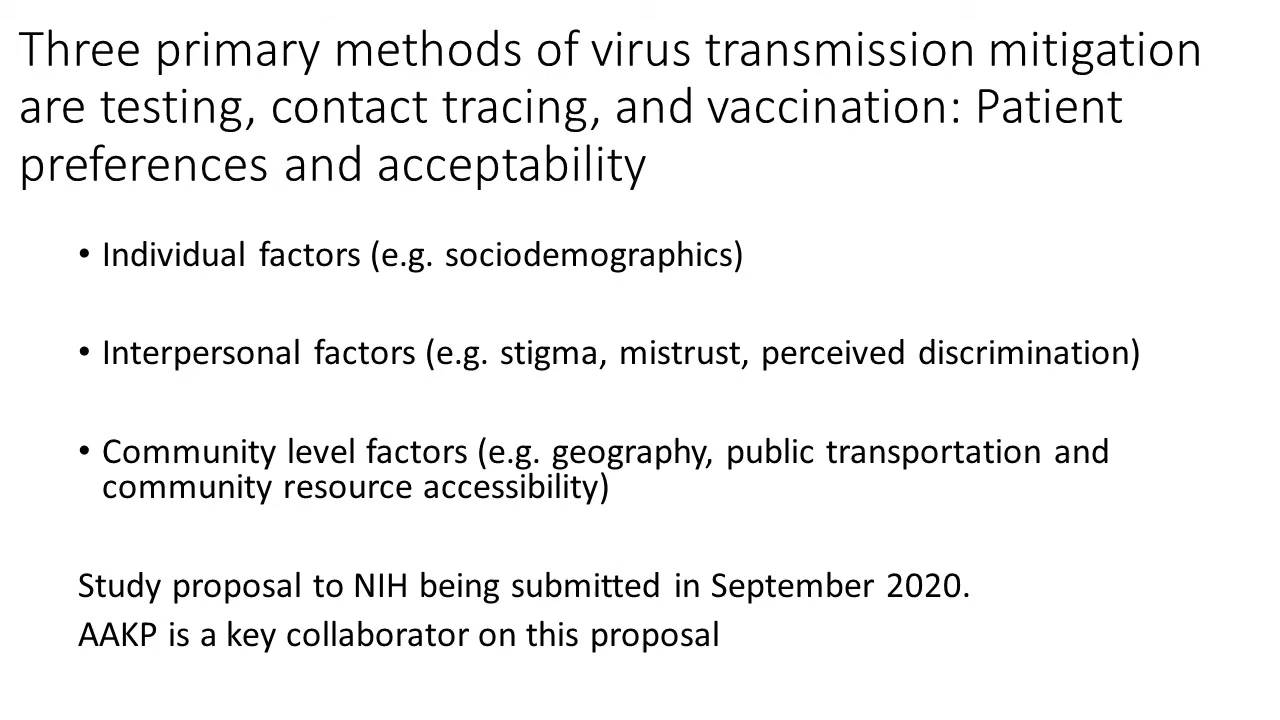 Three primary methods of virus transmission mitigation
are testing, contact tracing, and vaccination: Patient
preferences and acceptability
• Individual factors (e.g. sociodemographics)
• Interpersonal factors (e.g. stigma, mistrust, perceived discrimination)
• Community level factors (e.g. geography, public transportation and
community resource accessibility)
Study proposal to NIH being submitted in September 2020.
AAKP is a key collaborator on this proposal